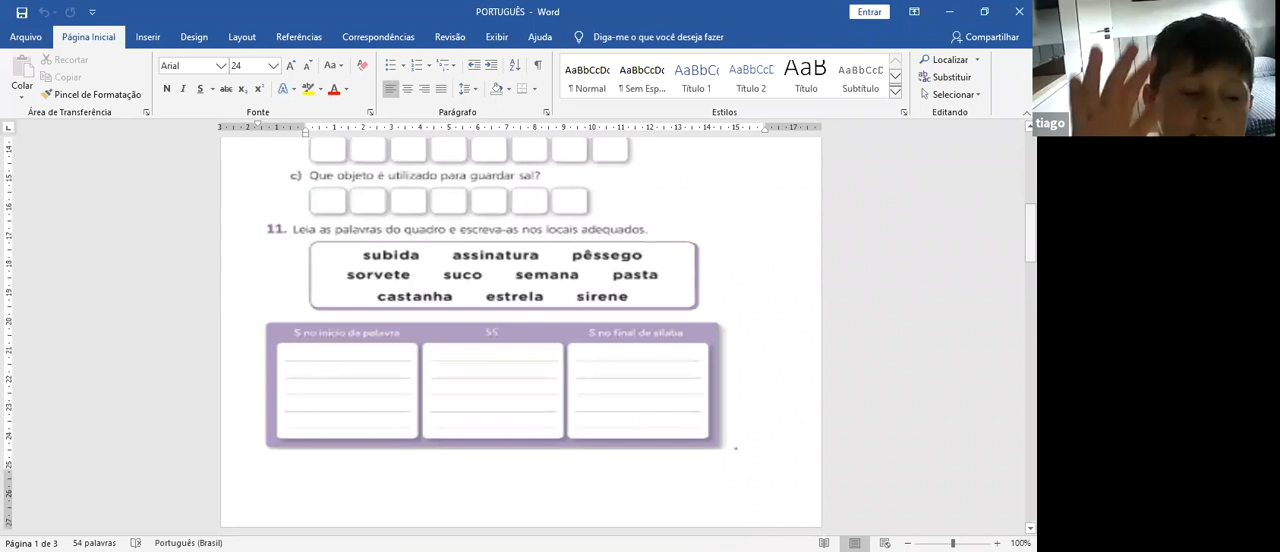 PORTUGUÊS - Word
Entrar
Arquivo Página Inicial Inserir Design Layout Referências Correspondências Revisão Exibir Ajuda Diga-me o que você deseja fazer Compartilhar
Colar
Recortar
Copiar
Pincel de Formatação
Área de Transferência
Arial 24 Aa
N I S abc x₂ x² A A
Fonte
Parágrafo
AaBbCcDc AaBbCcDc AaBbCc AaBbCcD AaB AaBbCcD
¶ Normal ¶ Sem Esp... Título 1 Título 2 Título Subtítulo
Estilos
Localizar
Substituir
Selecionar
Editando
tiago
c) Que objeto é utilizado para guardar sal?
11. Leia as palavras do quadro e escreva-as nos locais adequados.
subida assinatura pêssego
sorvete suco semana pasta
castanha estrela sirene
S no início da palavra SS S no final de sílaba
Página 1 de 3 54 palavras Português (Brasil) 100%